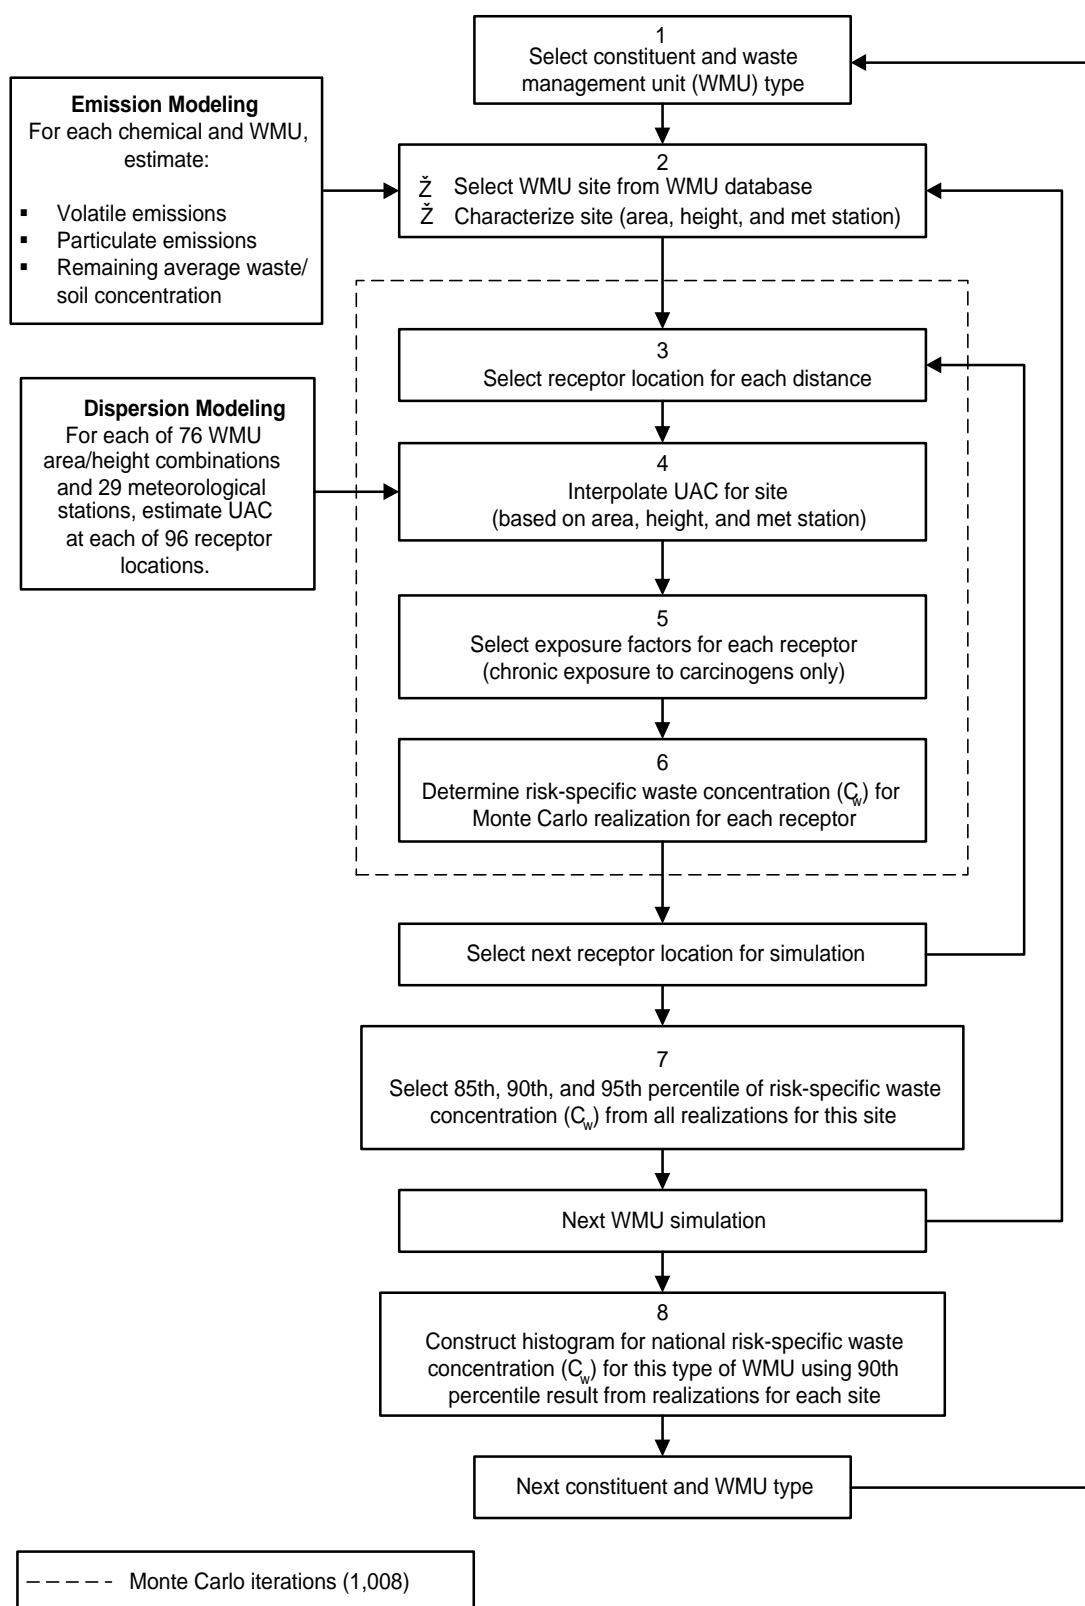 1
Select constituent and waste
management unit (WMU) type
Emission Modeling
For each chemical and WMU,
estimate:
▪ Volatile emissions
▪ Particulate emissions
▪ Remaining average waste/
soil concentration
2
Ž Select WMU site from WMU database
Ž Characterize site (area, height, and met station)
3
Select receptor location for each distance
Dispersion Modeling
For each of 76 WMU
area/height combinations
and 29 meteorological
stations, estimate UAC
at each of 96 receptor
locations.
4
Interpolate UAC for site
(based on area, height, and met station)
5
Select exposure factors for each receptor
(chronic exposure to carcinogens only)
6
Determine risk-specific waste concentration (Cw) for
Monte Carlo realization for each receptor
Select next receptor location for simulation
7
Select 85th, 90th, and 95th percentile of risk-specific waste
concentration (Cw) from all realizations for this site
Next WMU simulation
8
Construct histogram for national risk-specific waste
concentration (Cw) for this type of WMU using 90th
percentile result from realizations for each site
Next constituent and WMU type
Monte Carlo iterations (1,008)